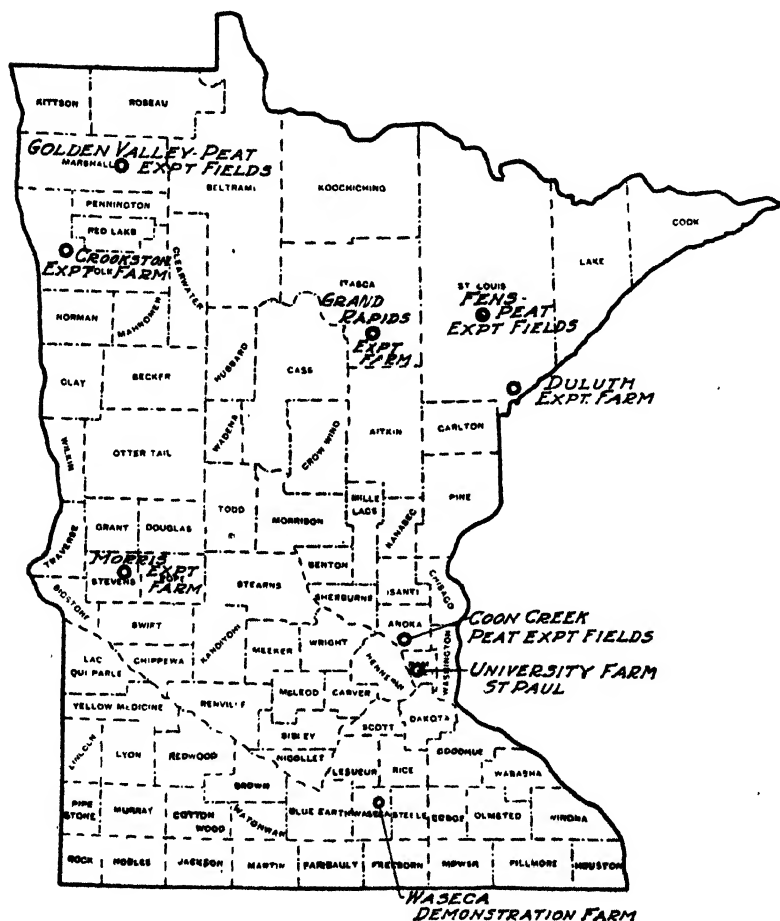 KITTSON
ROSEAU
GOLDEN VALLEY-PEAT
EXPT FIELDS
MARSHALL
BELTRAMI
KOOCHICHING
PENNINGTON
RED LAKE
COOK
LAKE
CROOKSTON
EXPT FARM
POLK
CLEARWATER
ITASCA
GRAND
RAPIDS
EXPT
FARM
ST LOUIS
FENS-
PEAT
EXPT FIELDS
NORMAN
MAHNOMEN
HUBBARD
CASS
CLAY
BECKER
DULUTH
EXPT. FARM
WADENA
CROW WING
AITKIN
CARLTON
WILKIN
OTTER TAIL
PINE
TODD
MORRISON
MILLE
LACS
KANABEC
GRANT
DOUGLAS
TRAVERSE
MORRIS
EXPT
FARM
STEVENS
POPE
STEARNS
BENTON
SHERBURNE
ISANTI
CHISAGO
BIGSTONE
SWIFT
KANDIYOHI
MEEKER
WRIGHT
ANOKA
COON CREEK
PEAT EXPT FIELDS
HENNEPIN
WASHINGTON
UNIVERSITY FARM
ST PAUL
LAC
QUI PARLE
CHIPPEWA
YELLOW MEDICINE
RENVILLE
MCLEOD
CARVER
SCOTT
DAKOTA
SIBLEY
NICOLLET
LINCOLN
LYON
REDWOOD
BROWN
LESUEUR
RICE
GOODHUE
WABASHA
PIPE
STONE
MURRAY
COTTON
WOOD
WATONWAN
BLUE EARTH
WASECA
STEELE
DODGE
OLMSTED
WINONA
ROCK
NOBLES
JACKSON
MARTIN
FARIBAULT
FREEBORN
MOWER
FILLMORE
HOUSTON
WASECA
DEMONSTRATION FARM